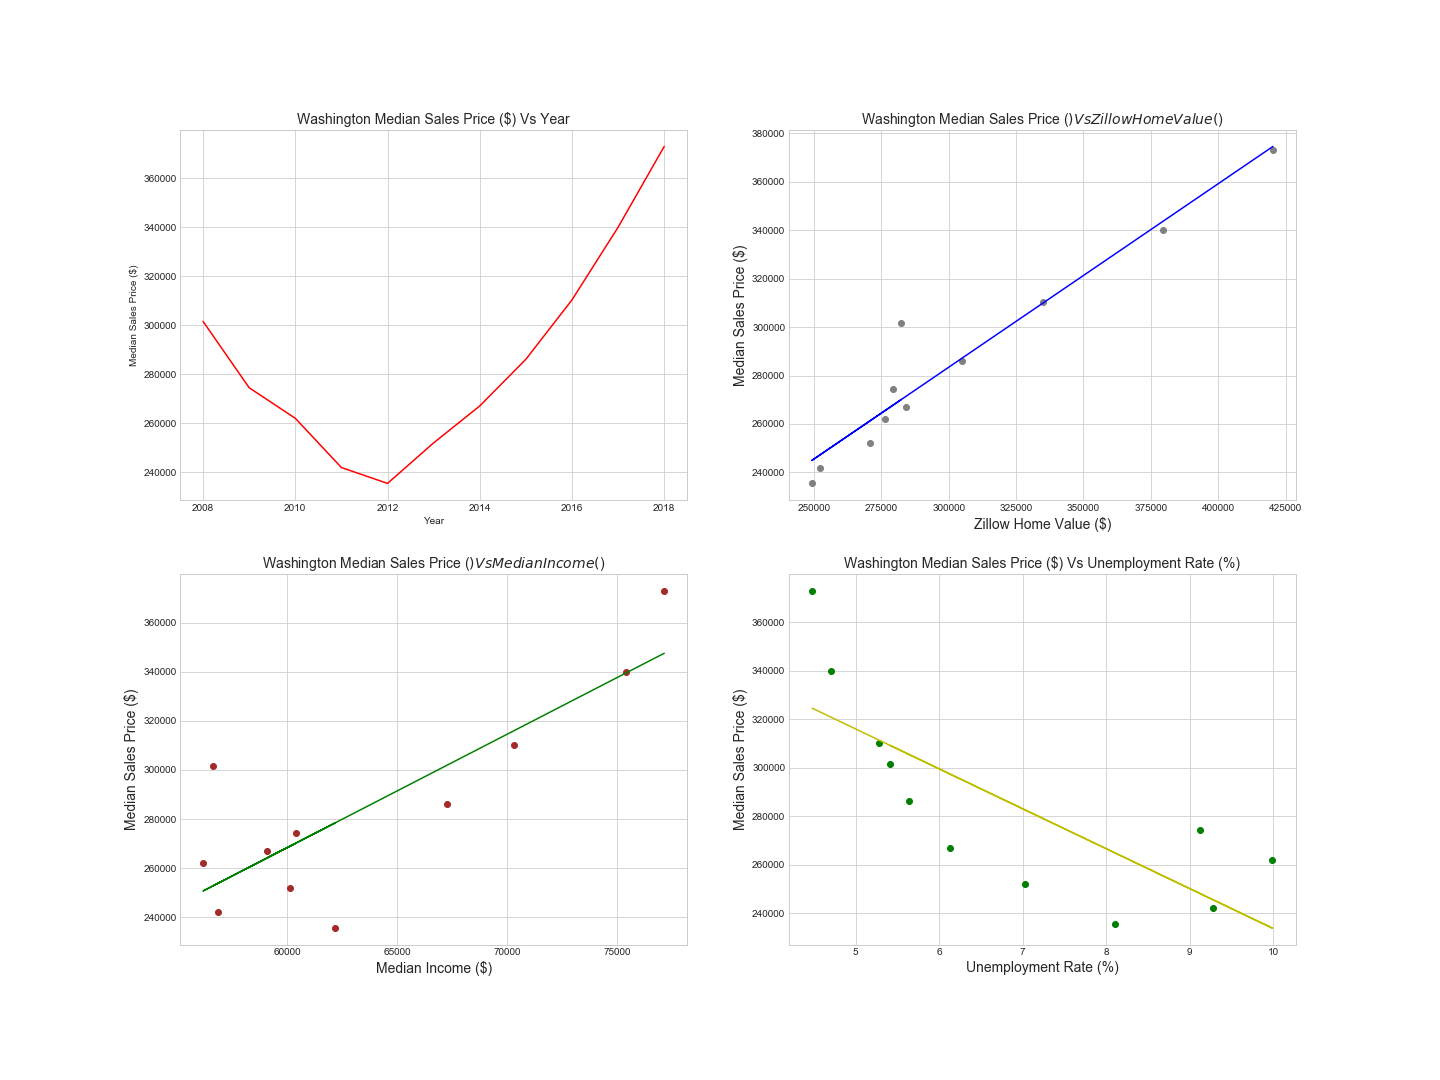 Washington Median Sales Price ($) Vs Year
360000
340000
320000
300000
280000
260000
240000
Median Sales Price ($)
2008 2010 2012 2014 2016 2018
Year
Washington Median Sales Price ()VsZillowHomeValue()
380000
360000
340000
320000
300000
280000
260000
240000
Median Sales Price ($)
250000 275000 300000 325000 350000 375000 400000 425000
Zillow Home Value ($)
Washington Median Sales Price ()VsMedianIncome()
360000
340000
320000
300000
280000
260000
240000
Median Sales Price ($)
60000 65000 70000 75000
Median Income ($)
Washington Median Sales Price ($) Vs Unemployment Rate (%)
360000
340000
320000
300000
280000
260000
240000
Median Sales Price ($)
5 6 7 8 9 10
Unemployment Rate (%)